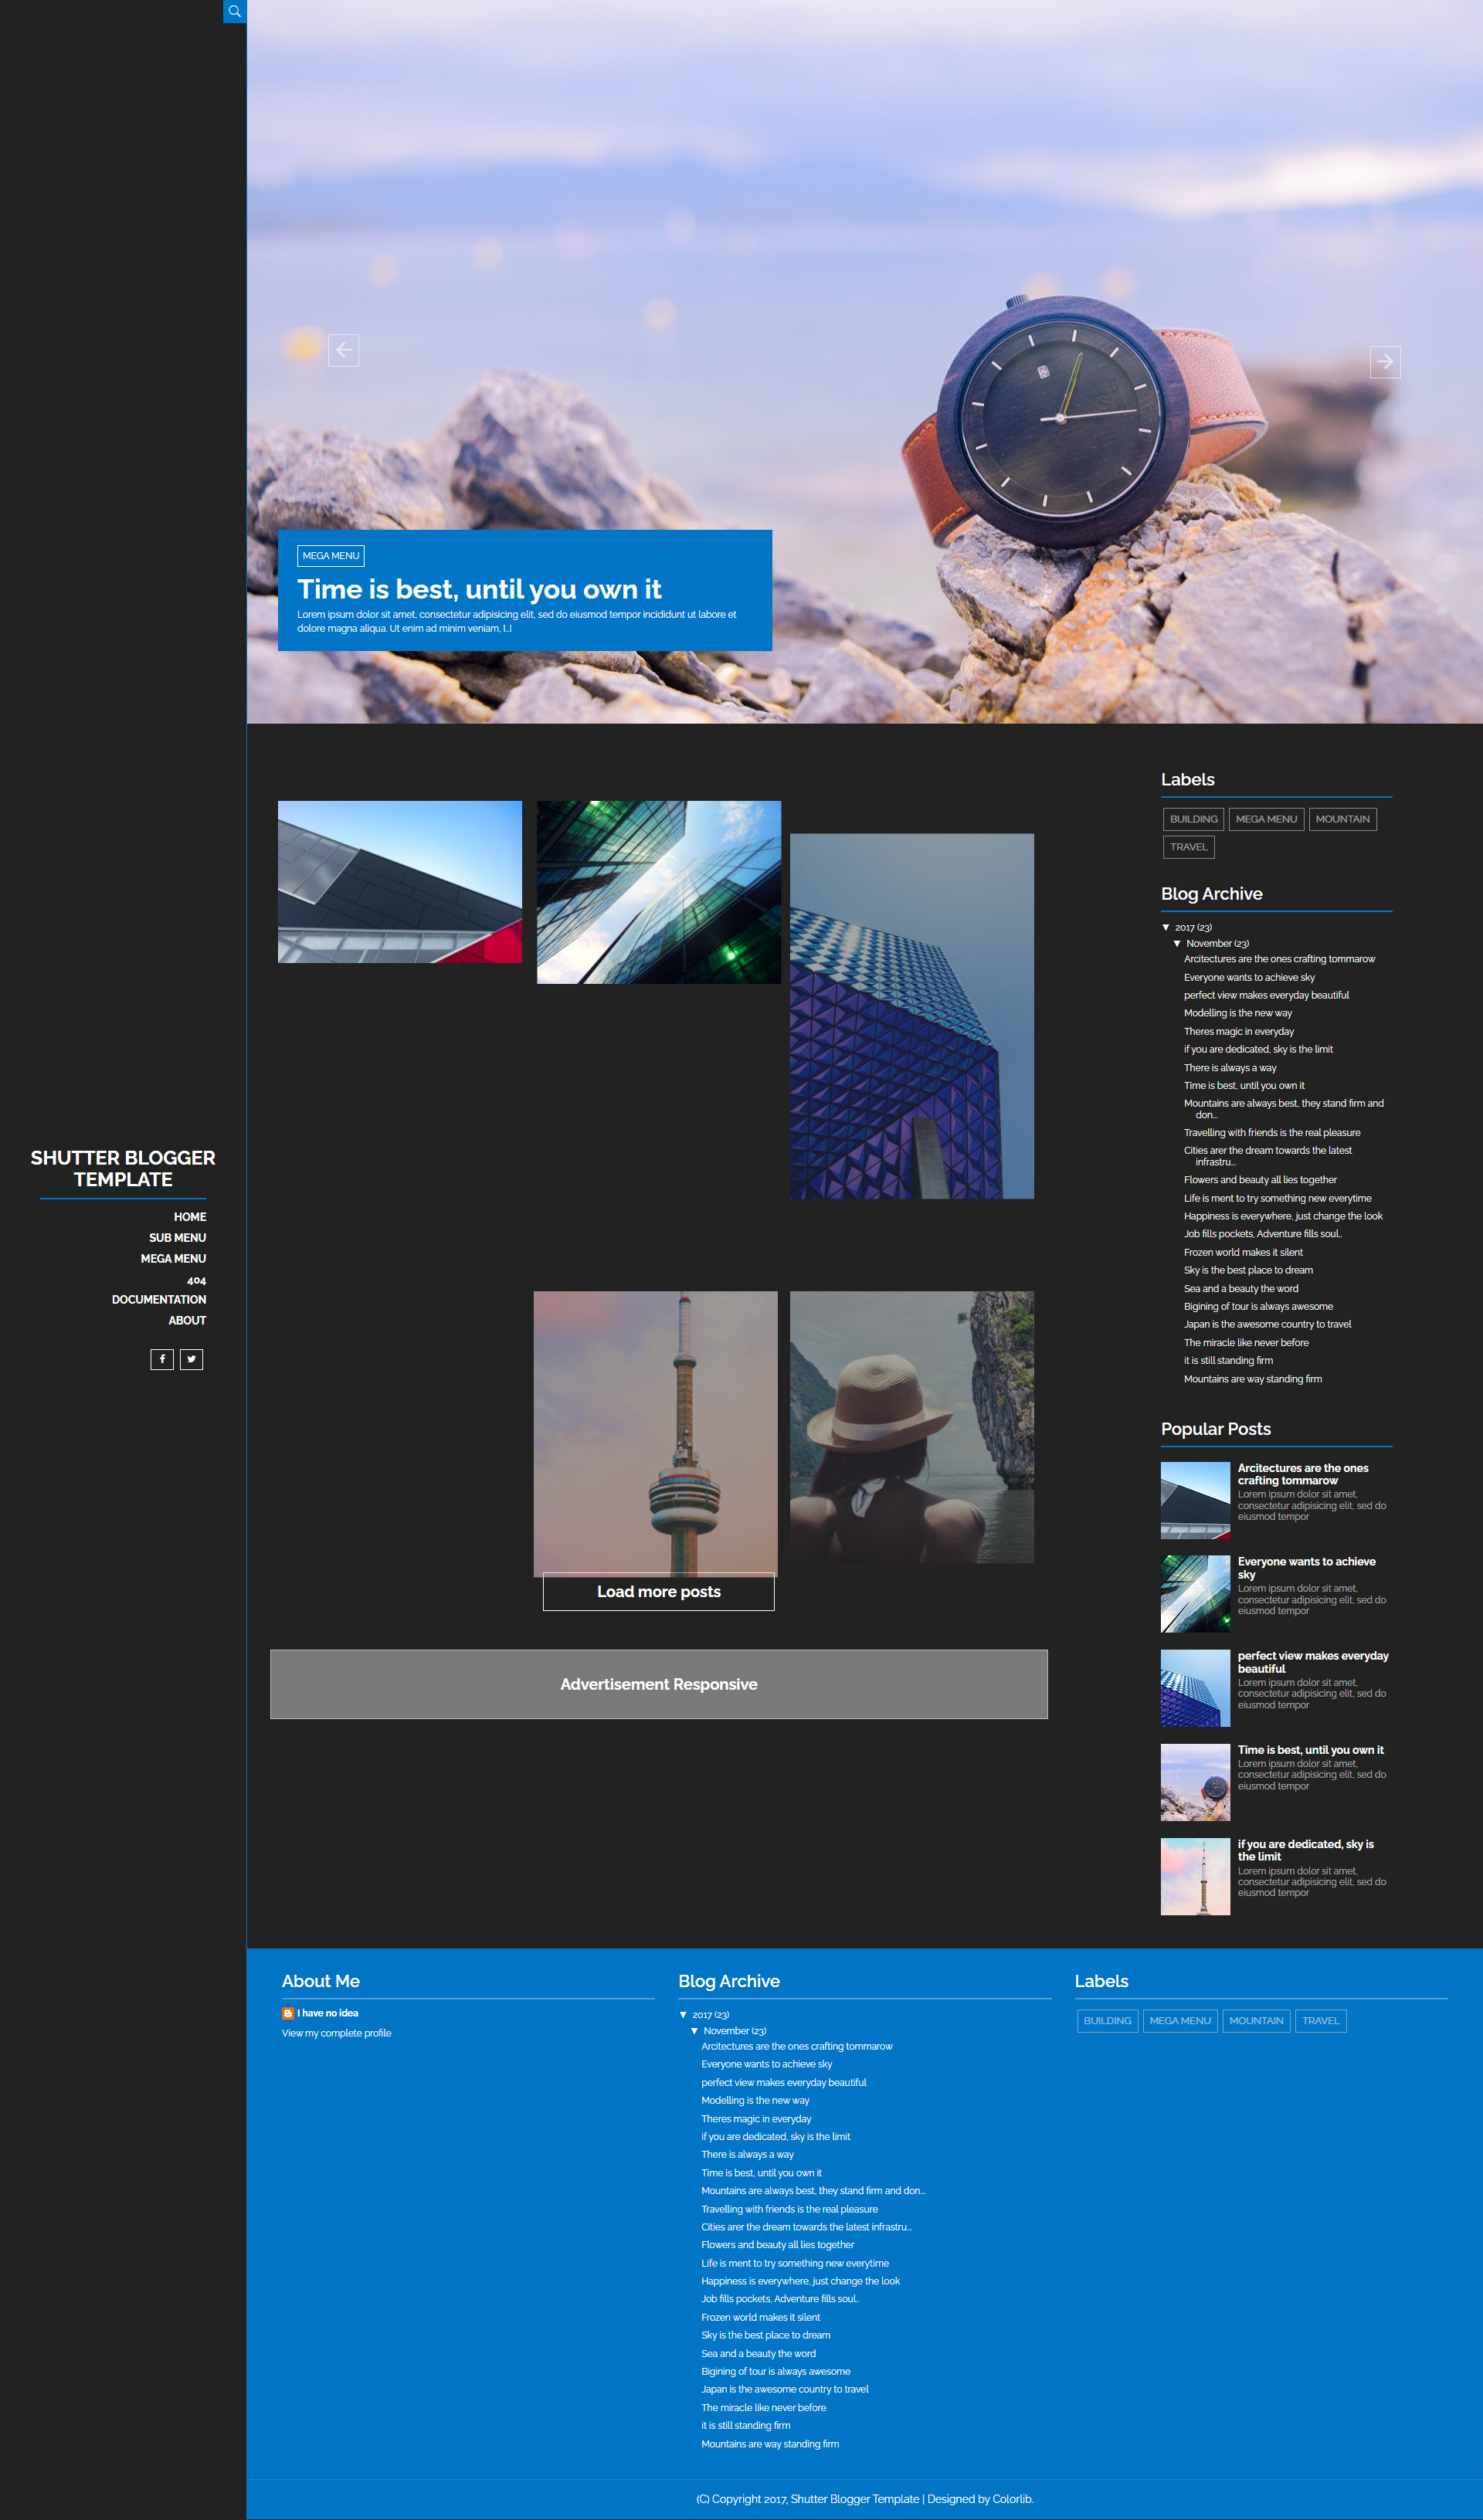 SHUTTER BLOGGER
TEMPLATE
HOME
SUB MENU
MEGA MENU
404
DOCUMENTATION
ABOUT
MEGA MENU
Time is best, until you own it
Lorem ipsum dolor sit amet, consectetur adipisicing elit, sed do eiusmod tempor incididunt ut labore et
dolore magna aliqua. Ut enim ad minim veniam, [...]
Load more posts
Advertisement Responsive
Labels
BUILDING MEGA MENU MOUNTAIN
TRAVEL
Blog Archive
▼ 2017 (23)
▼ November (23)
Arcitectures are the ones crafting tommarow
Everyone wants to achieve sky
perfect view makes everyday beautiful
Modelling is the new way
Theres magic in everyday
if you are dedicated, sky is the limit
There is always a way
Time is best, until you own it
Mountains are always best, they stand firm and
don...
Travelling with friends is the real pleasure
Cities arer the dream towards the latest
infrastru...
Flowers and beauty all lies together
Life is ment to try something new everytime
Happiness is everywhere, just change the look
Job fills pockets, Adventure fills soul..
Frozen world makes it silent
Sky is the best place to dream
Sea and a beauty the word
Bigining of tour is always awesome
Japan is the awesome country to travel
The miracle like never before
it is still standing firm
Mountains are way standing firm
Popular Posts
Arcitectures are the ones
crafting tommarow
Lorem ipsum dolor sit amet,
consectetur adipisicing elit, sed do
eiusmod tempor
Everyone wants to achieve
sky
Lorem ipsum dolor sit amet,
consectetur adipisicing elit, sed do
eiusmod tempor
perfect view makes everyday
beautiful
Lorem ipsum dolor sit amet,
consectetur adipisicing elit, sed do
eiusmod tempor
Time is best, until you own it
Lorem ipsum dolor sit amet,
consectetur adipisicing elit, sed do
eiusmod tempor
if you are dedicated, sky is
the limit
Lorem ipsum dolor sit amet,
consectetur adipisicing elit, sed do
eiusmod tempor
About Me
I have no idea
View my complete profile
Blog Archive
▼ 2017 (23)
▼ November (23)
Arcitectures are the ones crafting tommarow
Everyone wants to achieve sky
perfect view makes everyday beautiful
Modelling is the new way
Theres magic in everyday
if you are dedicated, sky is the limit
There is always a way
Time is best, until you own it
Mountains are always best, they stand firm and don...
Travelling with friends is the real pleasure
Cities arer the dream towards the latest infrastru...
Flowers and beauty all lies together
Life is ment to try something new everytime
Happiness is everywhere, just change the look
Job fills pockets, Adventure fills soul..
Frozen world makes it silent
Sky is the best place to dream
Sea and a beauty the word
Bigining of tour is always awesome
Japan is the awesome country to travel
The miracle like never before
it is still standing firm
Mountains are way standing firm
Labels
BUILDING MEGA MENU MOUNTAIN TRAVEL
(C) Copyright 2017, Shutter Blogger Template | Designed by Colorlib.